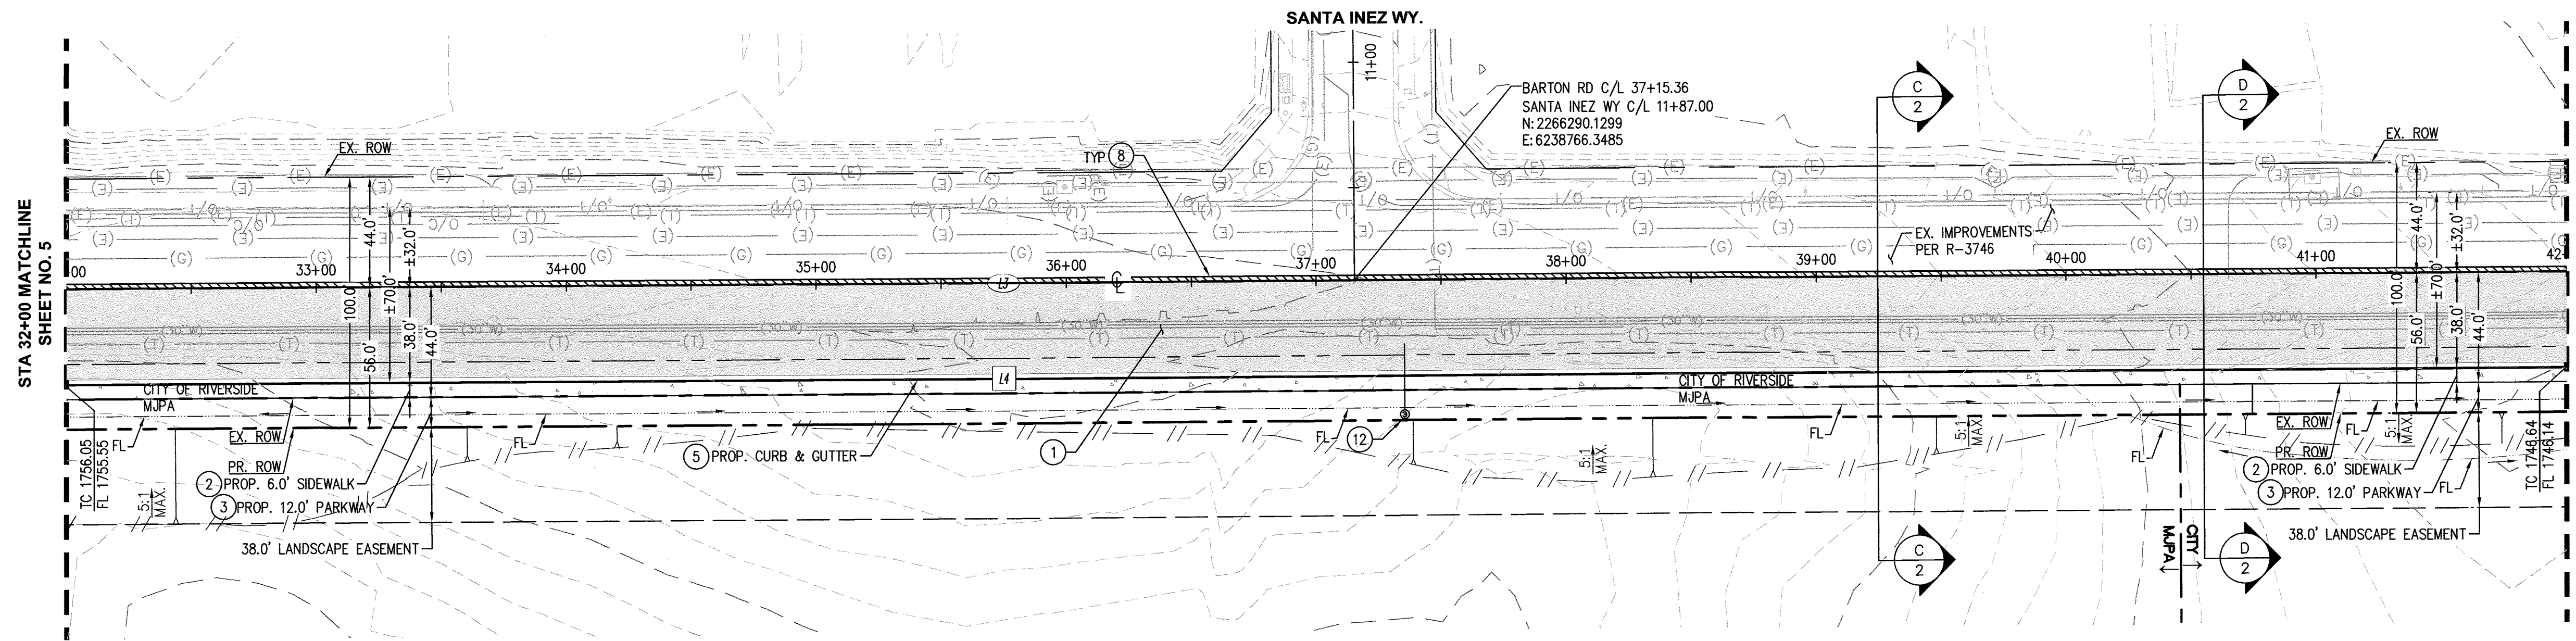 SANTA INEZ WY.
STA 32+00 MATCHLINE
SHEET NO. 5
11+00
BARTON RD C/L 37+15.36
SANTA INEZ WY C/L 11+87.00
N: 2266290.1299
E: 6238766.3485
C
2
D
2
EX. ROW
TYP 8
EX. ROW
EX. IMPROVEMENTS
PER R-3746
00
33+00
34+00
35+00
36+00
37+00
38+00
39+00
40+00
41+00
42+
L3
℄
100.0'
44.0'
±70.0'
±32.0'
56.0'
38.0'
44.0'
100.0'
44.0'
±70.0'
±32.0'
56.0'
38.0'
44.0'
(30"W)
(30"W)
(30"W)
(30"W)
(30"W)
(30"W)
(30"W)
(30"W)
L4
CITY OF RIVERSIDE
MJPA
CITY OF RIVERSIDE
MJPA
FL
EX. ROW
PR. ROW
FL
5 PROP. CURB & GUTTER
1
FL
12
FL
FL
EX. ROW
FL
PR. ROW
2 PROP. 6.0' SIDEWALK
3 PROP. 12.0' PARKWAY
38.0' LANDSCAPE EASEMENT
2 PROP. 6.0' SIDEWALK
3 PROP. 12.0' PARKWAY
FL
38.0' LANDSCAPE EASEMENT
TC 1756.05
FL 1755.55
5:1
MAX.
5:1
MAX.
5:1
MAX.
5:1
MAX.
TC 1746.64
FL 1746.14
CITY
MJPA
C
2
D
2